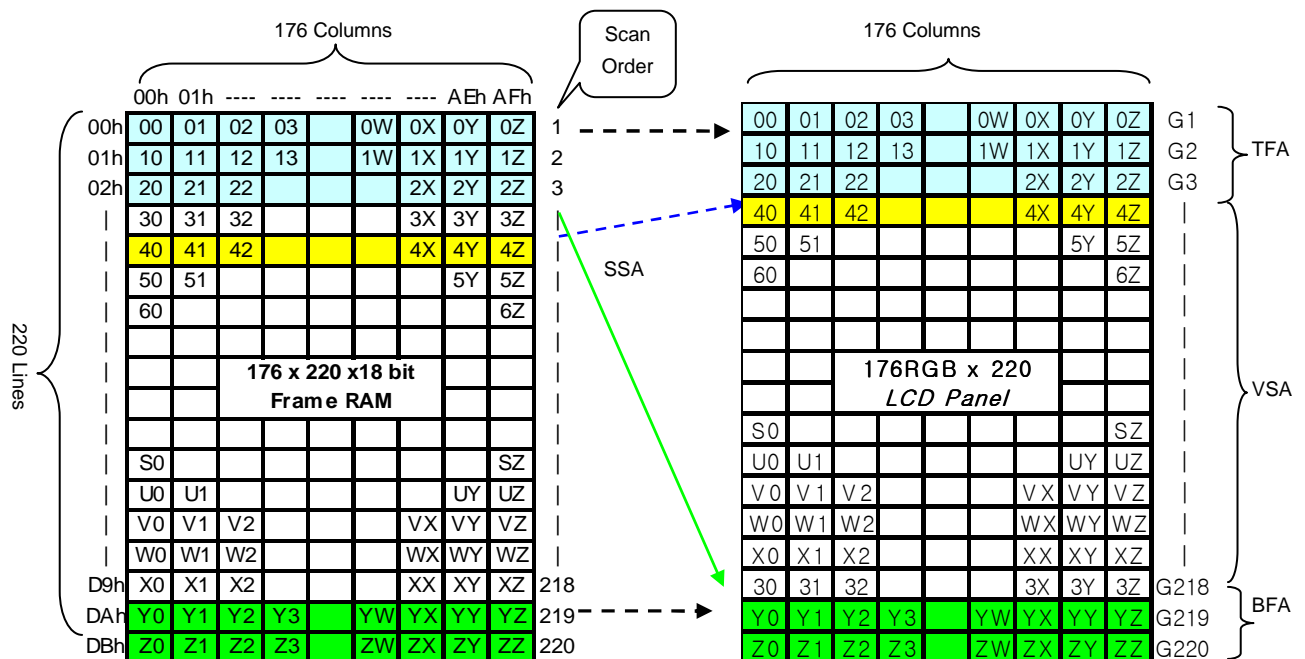 176 Columns
Scan
Order
176 Columns
00h 01h ---- ---- ---- ---- ---- AEh AFh
00h 00 01 02 03 0W 0X 0Y 0Z 1
01h 10 11 12 13 1W 1X 1Y 1Z 2
02h 20 21 22 2X 2Y 2Z 3
30 31 32 3X 3Y 3Z
40 41 42 4X 4Y 4Z
50 51 5Y 5Z
60 6Z
176 x 220 x18 bit
Frame RAM
S0 SZ
U0 U1 UY UZ
V0 V1 V2 VX VY VZ
W0 W1 W2 WX WY WZ
D9h X0 X1 X2 XX XY XZ 218
DAh Y0 Y1 Y2 Y3 YW YX YY YZ 219
DBh Z0 Z1 Z2 Z3 ZW ZX ZY ZZ 220
220 Lines
SSA
00 01 02 03 0W 0X 0Y 0Z G1
10 11 12 13 1W 1X 1Y 1Z G2
20 21 22 2X 2Y 2Z G3
40 41 42 4X 4Y 4Z
50 51 5Y 5Z
60 6Z
176RGB x 220
LCD Panel
S0 SZ
U0 U1 UY UZ
V0 V1 V2 VX VY VZ
W0 W1 W2 WX WY WZ
X0 X1 X2 XX XY XZ
30 31 32 3X 3Y 3Z G218
Y0 Y1 Y2 Y3 YW YX YY YZ G219
Z0 Z1 Z2 Z3 ZW ZX ZY ZZ G220
TFA
VSA
BFA